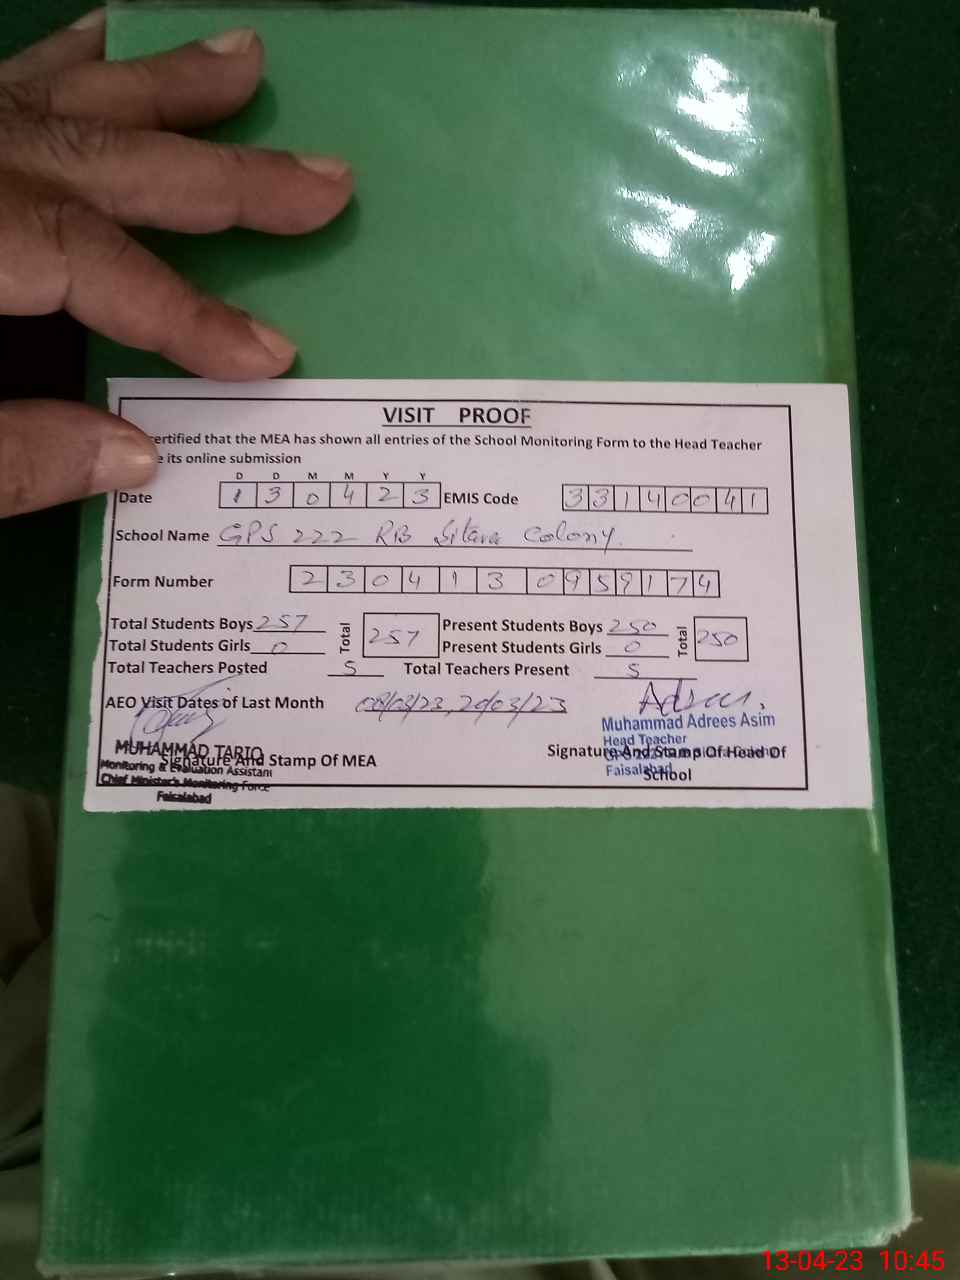 VISIT PROOF
ertified that the MEA has shown all entries of the School Monitoring Form to the Head Teacher
e its online submission
D D M M Y Y
Date 1 3 0 4 2 3 EMIS Code 3 3 1 4 0 0 4 1
School Name GPS 222 RB Sitara Colony.
Form Number 2 3 0 4 1 3 0 9 5 9 1 7 4
Total Students Boys 257 Total 257 Present Students Boys 250 Total 250
Total Students Girls 0 Present Students Girls 0
Total Teachers Posted 5 Total Teachers Present 5
AEO Visit Dates of Last Month 08/03/23, 20/03/23
Adrees.
Muhammad Adrees Asim
Head Teacher
Faisalabad
MUHAMMAD TARIQ
Signature And Stamp Of MEA
Monitoring & Evaluation Assistant
Chief Minister's Monitoring Force
Faisalabad
Signature And Stamp Of Head Of
School
13-04-23 10:45